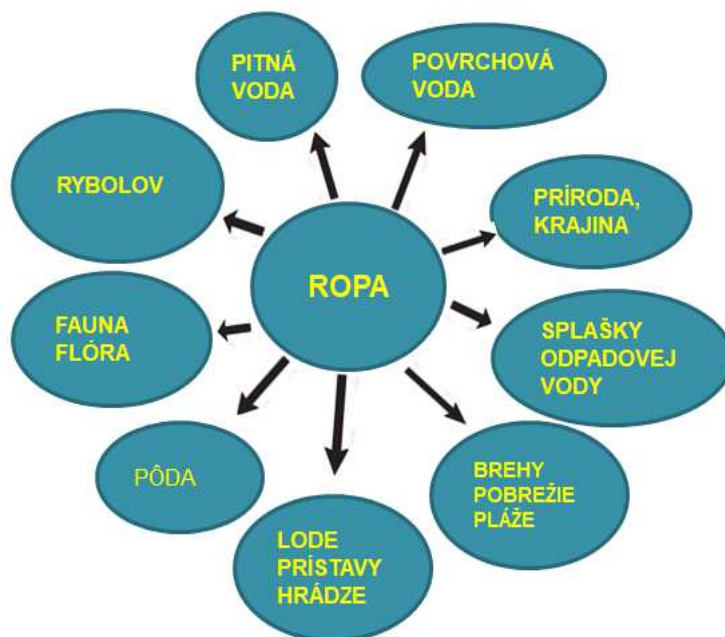 PITNÁ
VODA
POVRCHOVÁ
VODA
RYBOLOV
PRÍRODA,
KRAJINA
ROPA
FAUNA
FLÓRA
SPLAŠKY
ODPADOVEJ
VODY
PÔDA
BREHY
POBREŽIE
PLÁŽE
LODE
PRÍSTAVY
HRÁDZE